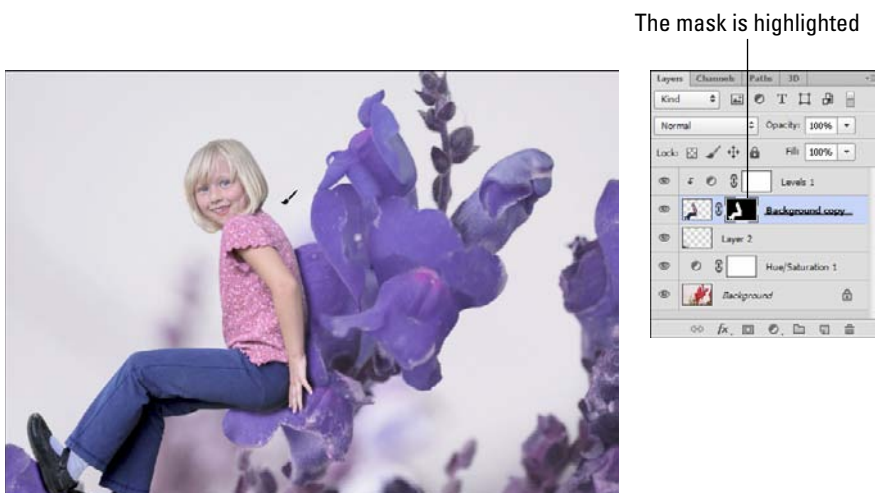 The mask is highlighted
Layers Channels Paths 3D
Kind T
Normal Opacity: 100%
Lock: Fill: 100%
Levels 1
Background copy...
Layer 2
Hue/Saturation 1
Background
fx